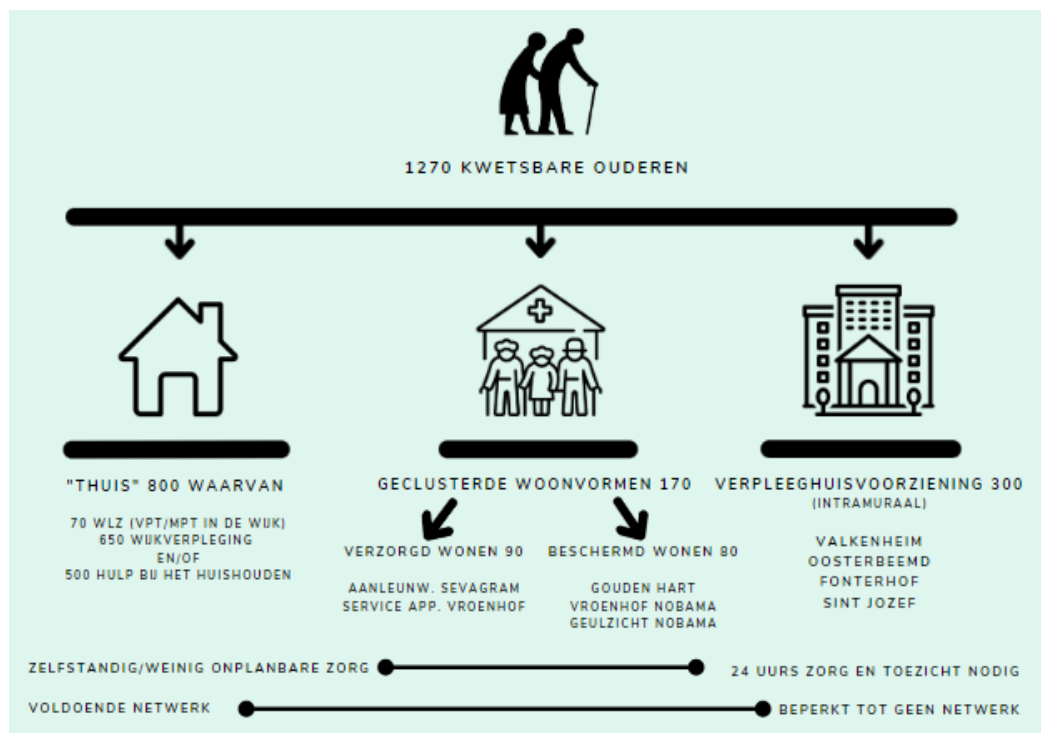 1270 KWETSBARE OUDEREN
"THUIS" 800 WAARVAN
70 WLZ (VPT/MPT IN DE WIJK)
650 WIJKVERPLEGING
EN/OF
500 HULP BIJ HET HUISHOUDEN
GECLUSTERDE WOONVORMEN 170
VERZORGD WONEN 90
AANLEUNW. SEVAGRAM
SERVICE APP. VROENHOF
BESCHERMD WONEN 80
GOUDEN HART
VROENHOF NOBAMA
GEULZICHT NOBAMA
VERPLEEGHUISVOORZIENING 300
(INTRAMURAAL)
VALKENHEIM
OOSTERBEEMD
FONTERHOF
SINT JOZEF
ZELFSTANDIG/WEINIG ONPLANBARE ZORG
24 UURS ZORG EN TOEZICHT NODIG
VOLDOENDE NETWERK
BEPERKT TOT GEEN NETWERK